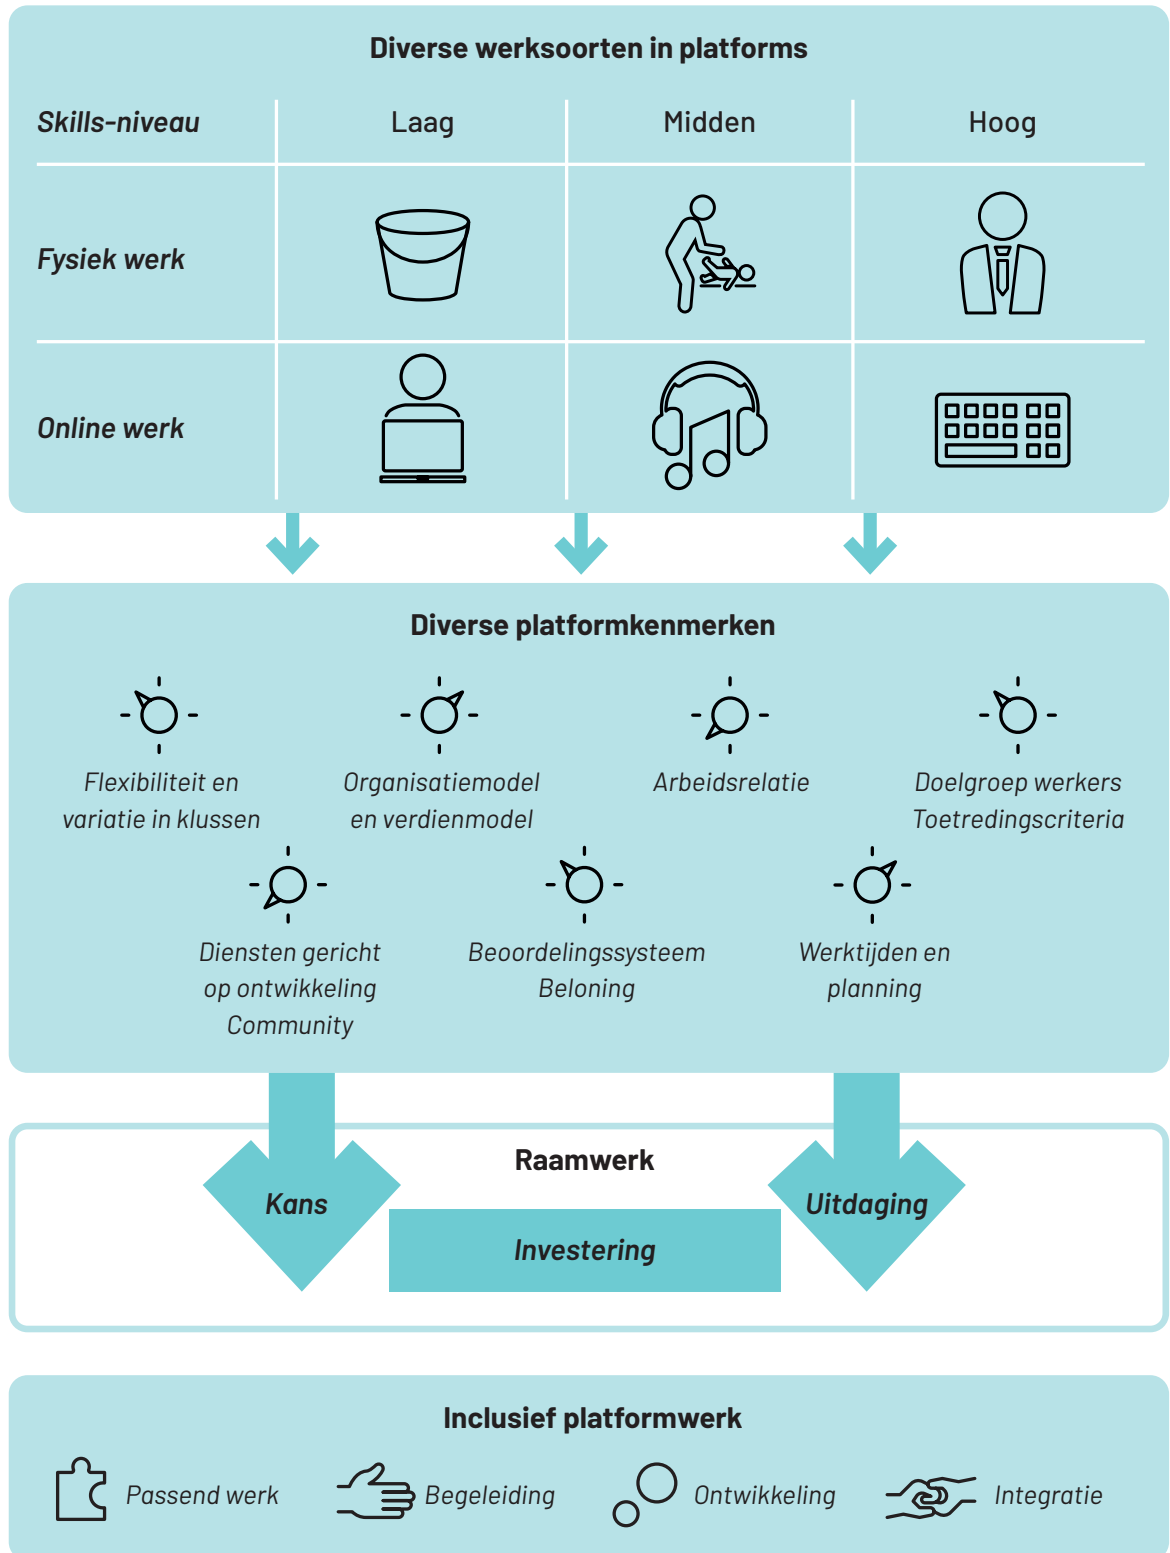 Diverse werksoorten in platforms
Skills-niveau Laag Midden Hoog
Fysiek werk
Online werk
Diverse platformkenmerken
Flexibiliteit en
variatie in klussen
Organisatiemodel
en verdienmodel
Arbeidsrelatie
Doelgroep werkers
Toetredingscriteria
Diensten gericht
op ontwikkeling
Community
Beoordelingssysteem
Beloning
Werktijden en
planning
Raamwerk
Kans
Uitdaging
Investering
Inclusief platformwerk
Passend werk
Begeleiding
Ontwikkeling
Integratie